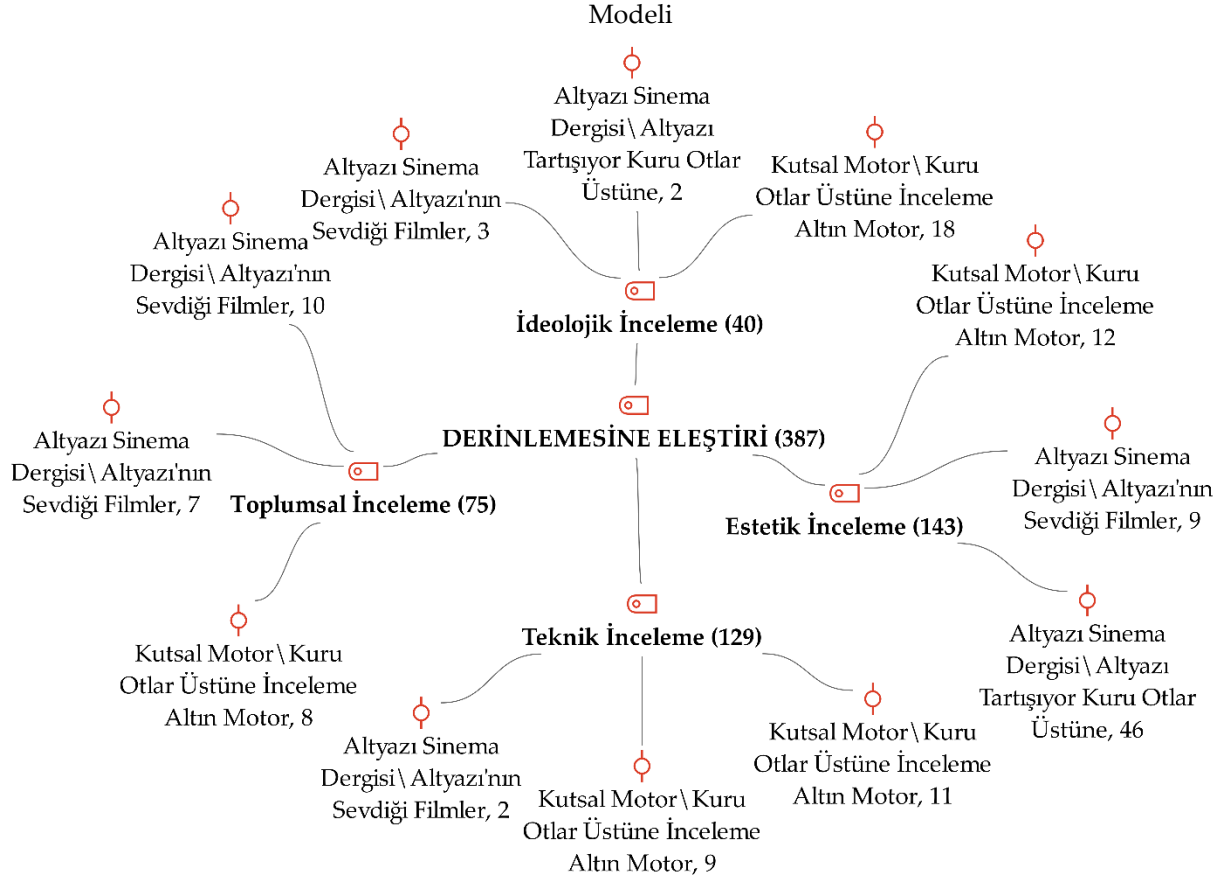 Modeli
Altyazı Sinema
Dergisi\Altyazı
Tartışıyor Kuru Otlar
Üstüne, 2
Altyazı Sinema
Dergisi\Altyazı'nın
Sevdiği Filmler, 3
Kutsal Motor\Kuru
Otlar Üstüne İnceleme
Altın Motor, 18
Altyazı Sinema
Dergisi\Altyazı'nın
Sevdiği Filmler, 10
Kutsal Motor\Kuru
Otlar Üstüne İnceleme
Altın Motor, 12
İdeolojik İnceleme (40)
DERİNLEMESİNE ELEŞTİRİ (387)
Altyazı Sinema
Dergisi\Altyazı'nın
Sevdiği Filmler, 7
Toplumsal İnceleme (75)
Altyazı Sinema
Dergisi\Altyazı'nın
Sevdiği Filmler, 9
Estetik İnceleme (143)
Teknik İnceleme (129)
Altyazı Sinema
Dergisi\Altyazı
Tartışıyor Kuru Otlar
Üstüne, 46
Kutsal Motor\Kuru
Otlar Üstüne İnceleme
Altın Motor, 8
Altyazı Sinema
Dergisi\Altyazı'nın
Sevdiği Filmler, 2
Kutsal Motor\Kuru
Otlar Üstüne İnceleme
Altın Motor, 9
Kutsal Motor\Kuru
Otlar Üstüne İnceleme
Altın Motor, 11